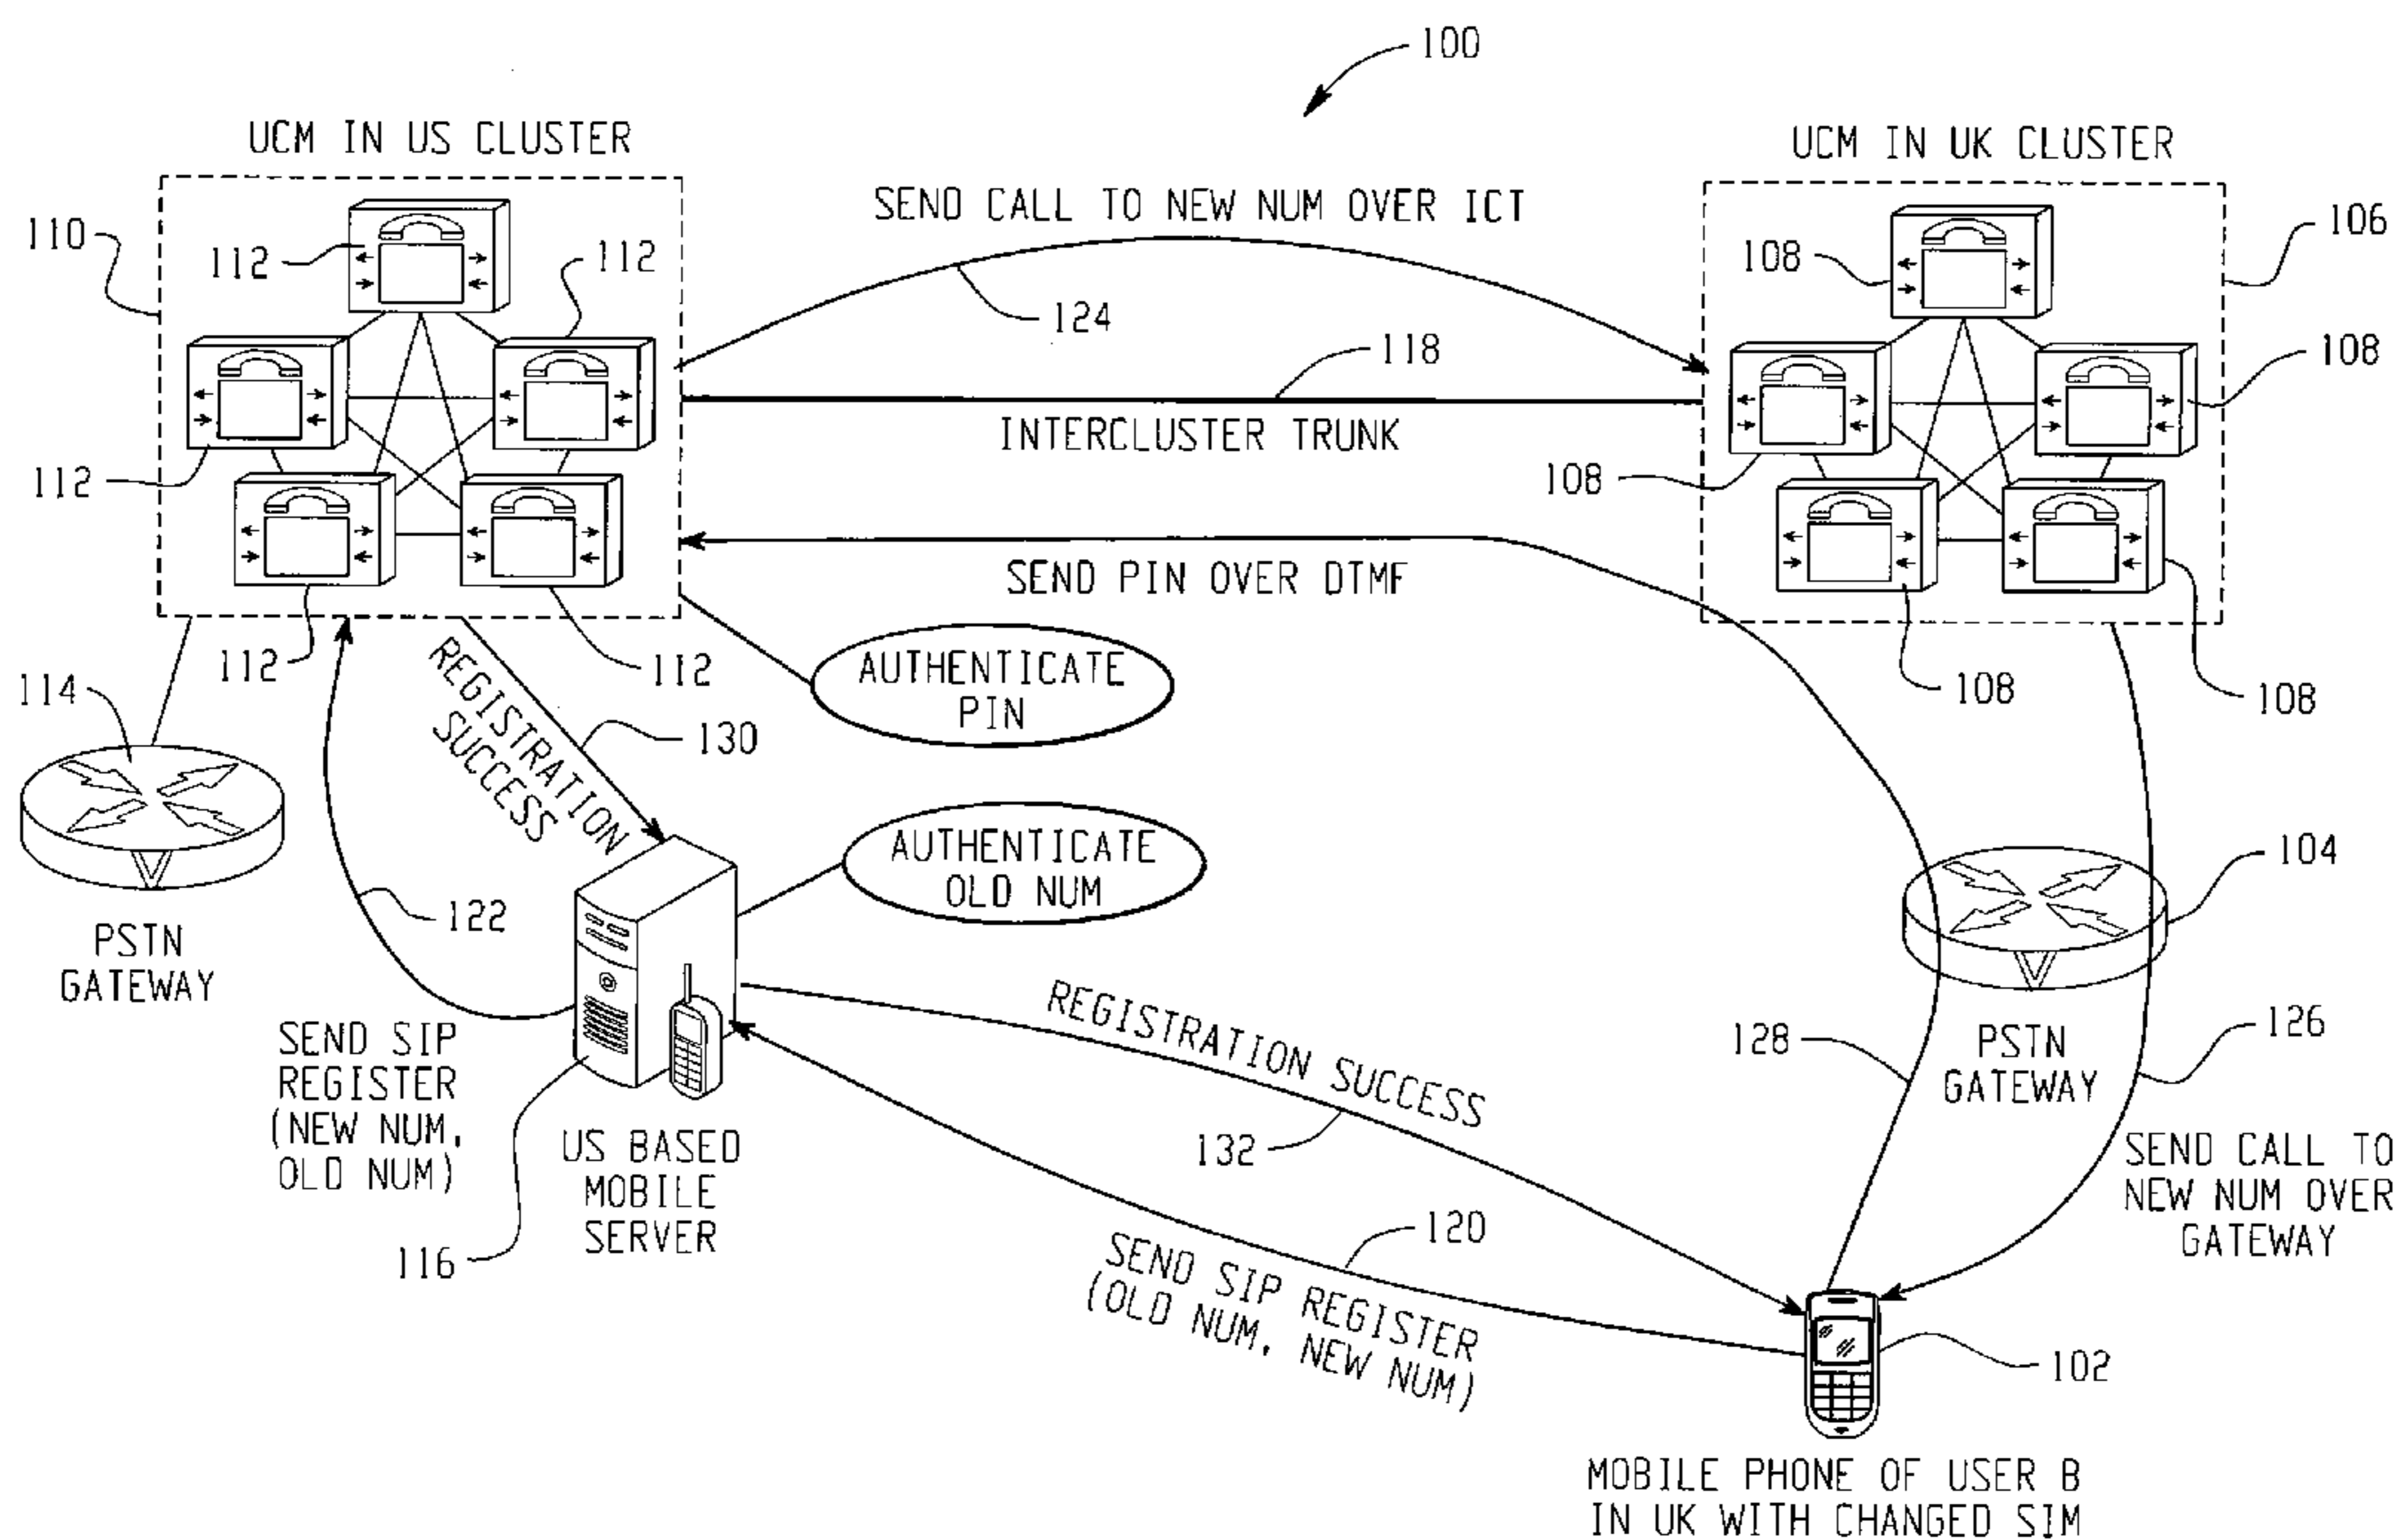 100
UCM IN US CLUSTER
UCM IN UK CLUSTER
110
112
112
112
112
112
SEND CALL TO NEW NUM OVER ICT
124
118
INTERCLUSTER TRUNK
106
108
108
108
108
108
SEND PIN OVER DTMF
AUTHENTICATE
PIN
REGISTRATION
SUCCESS
130
114
PSTN
GATEWAY
122
AUTHENTICATE
OLD NUM
104
PSTN
GATEWAY
SEND SIP
REGISTER
(NEW NUM,
OLD NUM)
116
US BASED
MOBILE
SERVER
REGISTRATION SUCCESS
132
128
126
SEND CALL TO
NEW NUM OVER
GATEWAY
120
SEND SIP REGISTER
(OLD NUM, NEW NUM)
102
MOBILE PHONE OF USER B
IN UK WITH CHANGED SIM